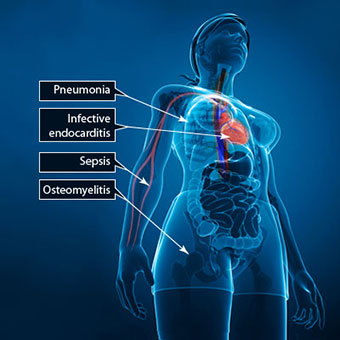 Pneumonia
Infective
endocarditis
Sepsis
Osteomyelitis